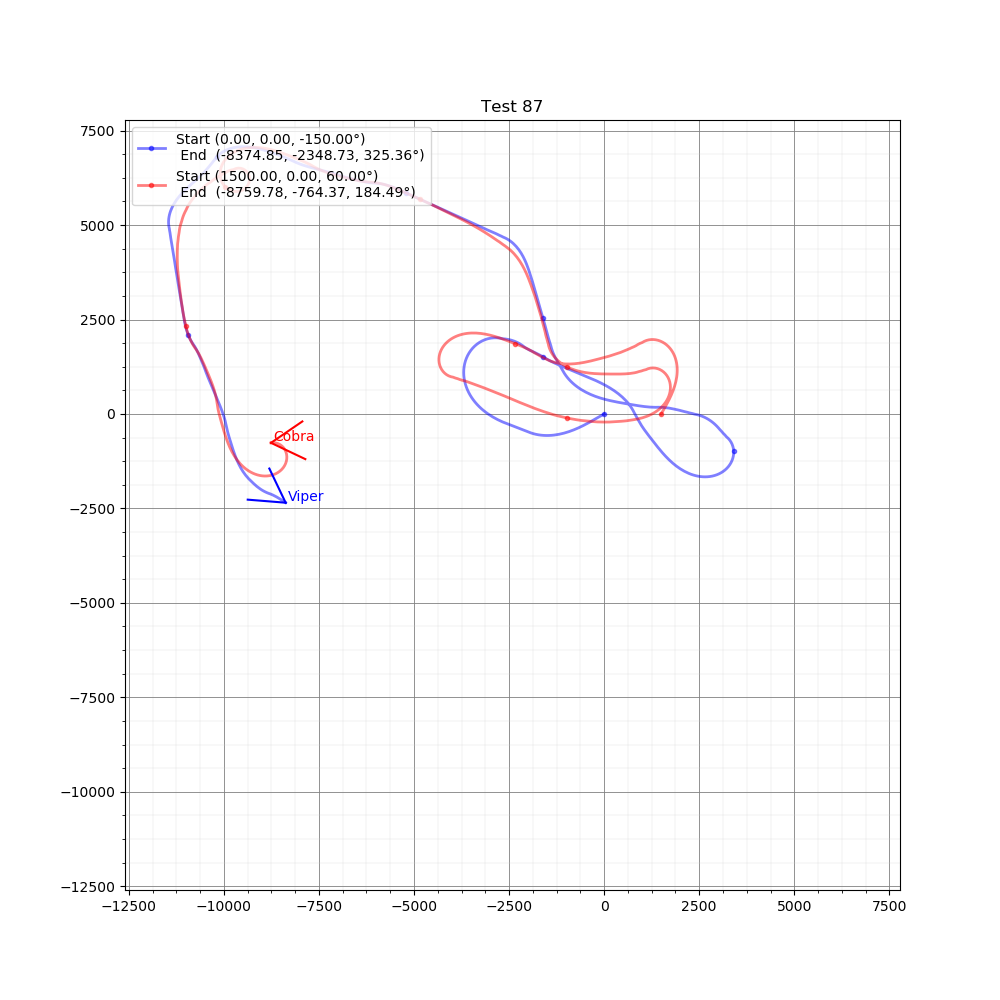 Test 87
Start (0.00, 0.00, -150.00°)
End (-8374.85, -2348.73, 325.36°)
Start (1500.00, 0.00, 60.00°)
End (-8759.78, -764.37, 184.49°)
7500
5000
2500
0
−2500
−5000
−7500
−10000
−12500
Cobra
Viper
−12500 −10000 −7500 −5000 −2500 0 2500 5000 7500